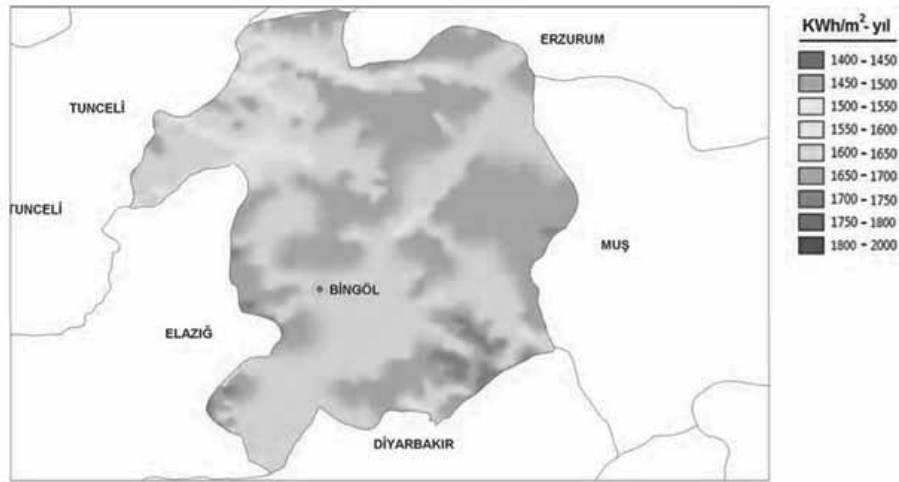 KWh/m²- yıl
1400 - 1450
1450 - 1500
1500 - 1550
1550 - 1600
1600 - 1650
1650 - 1700
1700 - 1750
1750 - 1800
1800 - 2000
ERZURUM
TUNCELİ
TUNCELİ
MUŞ
BİNGÖL
ELAZIĞ
DİYARBAKIR